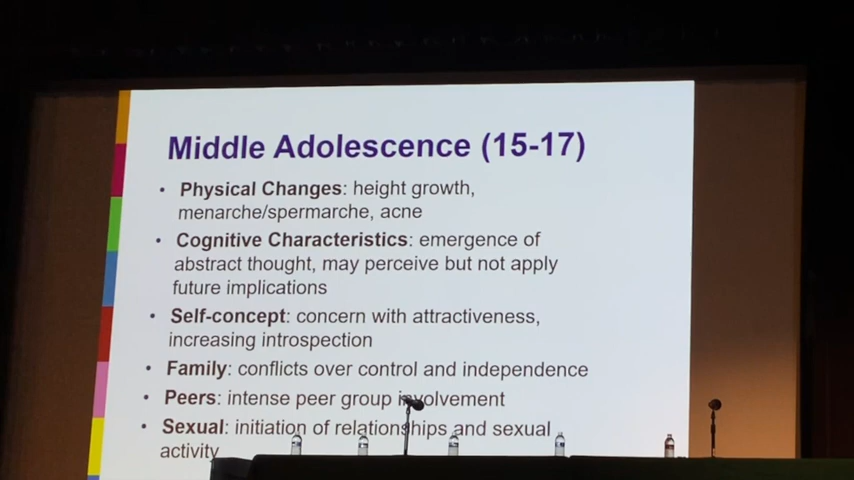 Middle Adolescence (15-17)
• Physical Changes: height growth,
menarche/spermarche, acne
• Cognitive Characteristics: emergence of
abstract thought, may perceive but not apply
future implications
• Self-concept: concern with attractiveness,
increasing introspection
• Family: conflicts over control and independence
• Peers: intense peer group involvement
• Sexual: initiation of relationships and sexual
activity